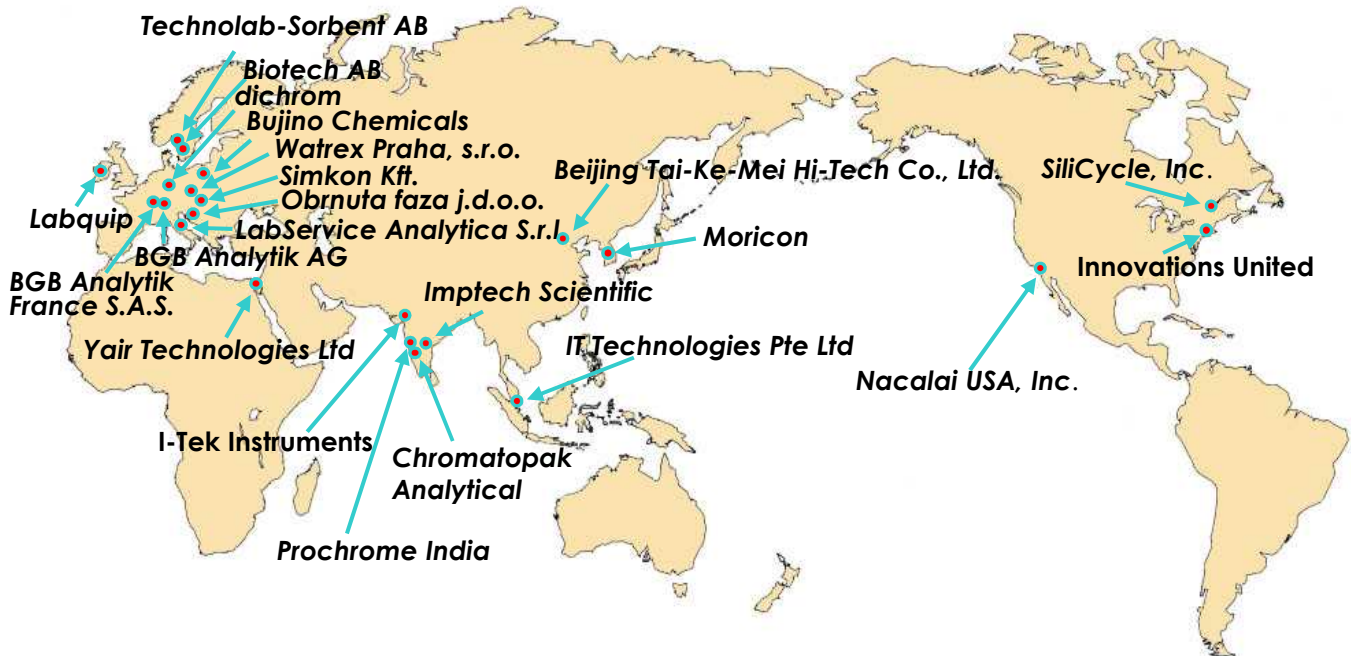 Technolab-Sorbent AB
Biotech AB
dichrom
Bujino Chemicals
Watrex Praha, s.r.o.
Simkon Kft.
Obrnuta faza j.d.o.o.
LabService Analytica S.r.l
Labquip
BGB Analytik AG
BGB Analytik
France S.A.S.
Yair Technologies Ltd
Beijing Tai-Ke-Mei Hi-Tech Co., Ltd.
Moricon
Imptech Scientific
IT Technologies Pte Ltd
I-Tek Instruments
Chromatopak
Analytical
Prochrome India
SiliCycle, Inc.
Innovations United
Nacalai USA, Inc.